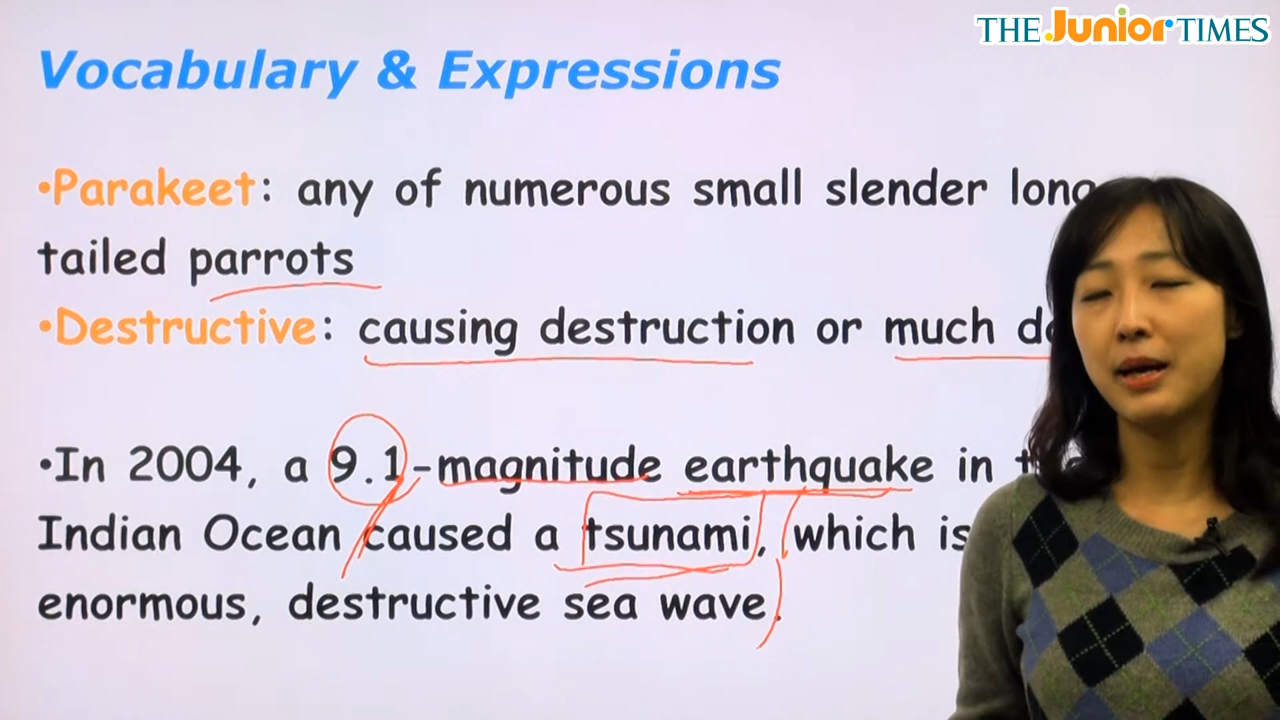 THE Junior TIMES
Vocabulary & Expressions
•Parakeet: any of numerous small slender long
tailed parrots
•Destructive: causing destruction or much
•In 2004, a 9.1-magnitude earthquake in
Indian Ocean caused a tsunami, which is
enormous, destructive sea wave.